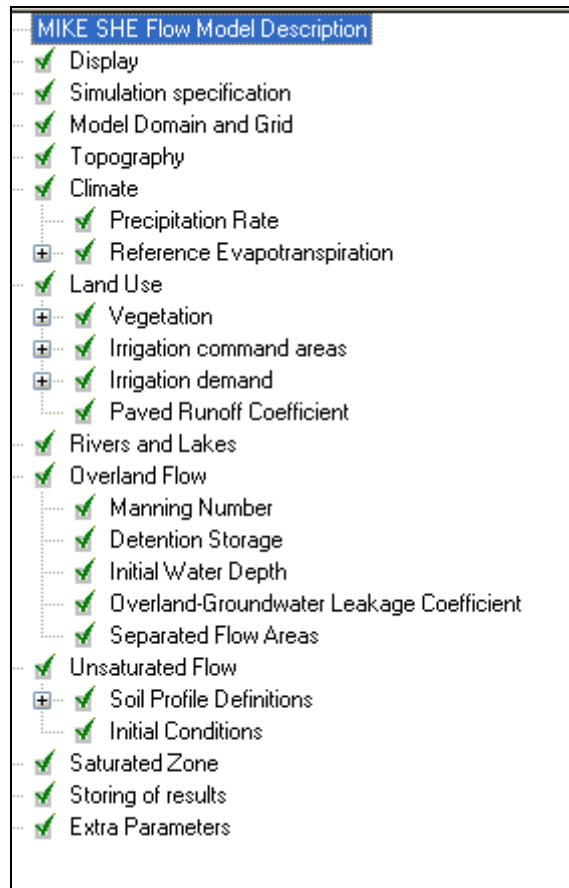 MIKE SHE Flow Model Description
Display
Simulation specification
Model Domain and Grid
Topography
Climate
Precipitation Rate
Reference Evapotranspiration
Land Use
Vegetation
Irrigation command areas
Irrigation demand
Paved Runoff Coefficient
Rivers and Lakes
Overland Flow
Manning Number
Detention Storage
Initial Water Depth
Overland-Groundwater Leakage Coefficient
Separated Flow Areas
Unsaturated Flow
Soil Profile Definitions
Initial Conditions
Saturated Zone
Storing of results
Extra Parameters